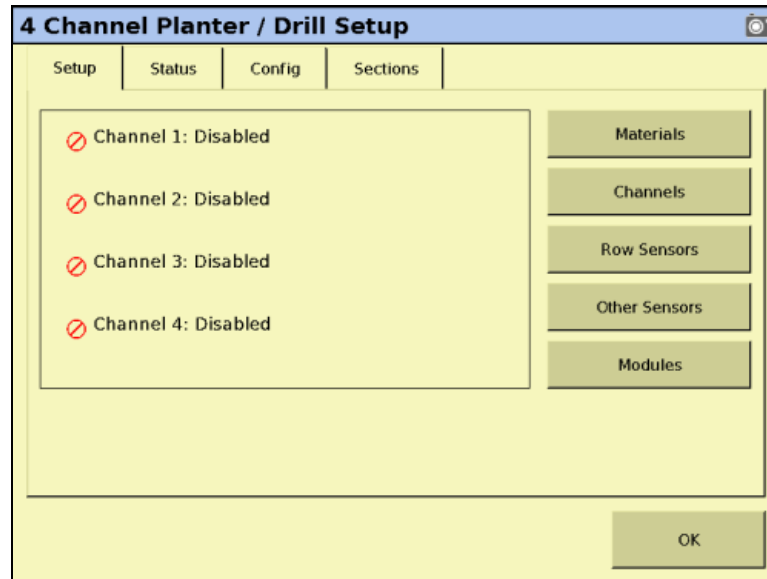 4 Channel Planter / Drill Setup
Setup Status Config Sections
Channel 1: Disabled
Channel 2: Disabled
Channel 3: Disabled
Channel 4: Disabled
Materials
Channels
Row Sensors
Other Sensors
Modules
OK